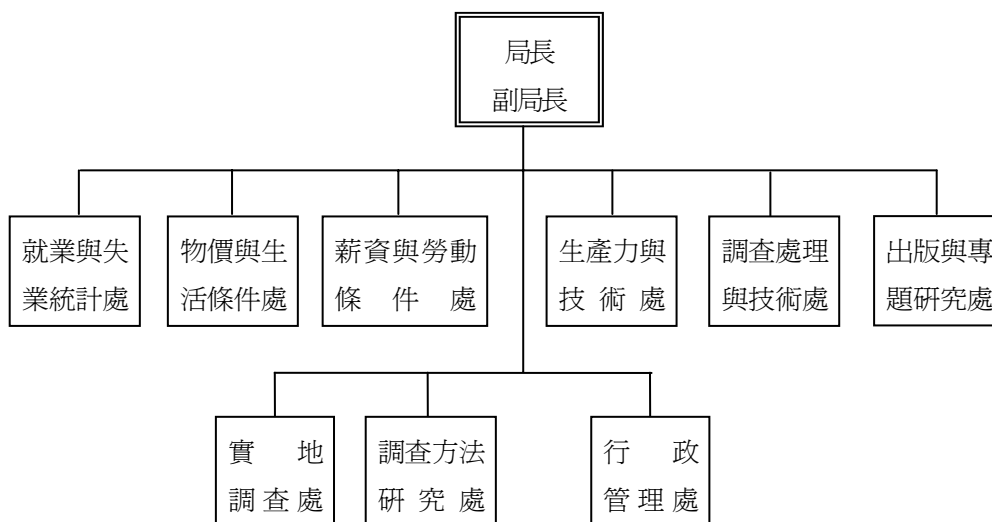 局長
副局長
就業與失
業統計處
物價與生
活條件處
薪資與勞動
條件處
生產力與
技術處
調查處理
與技術處
出版與專
題研究處
實地
調查處
調查方法
研究處
行政
管理處